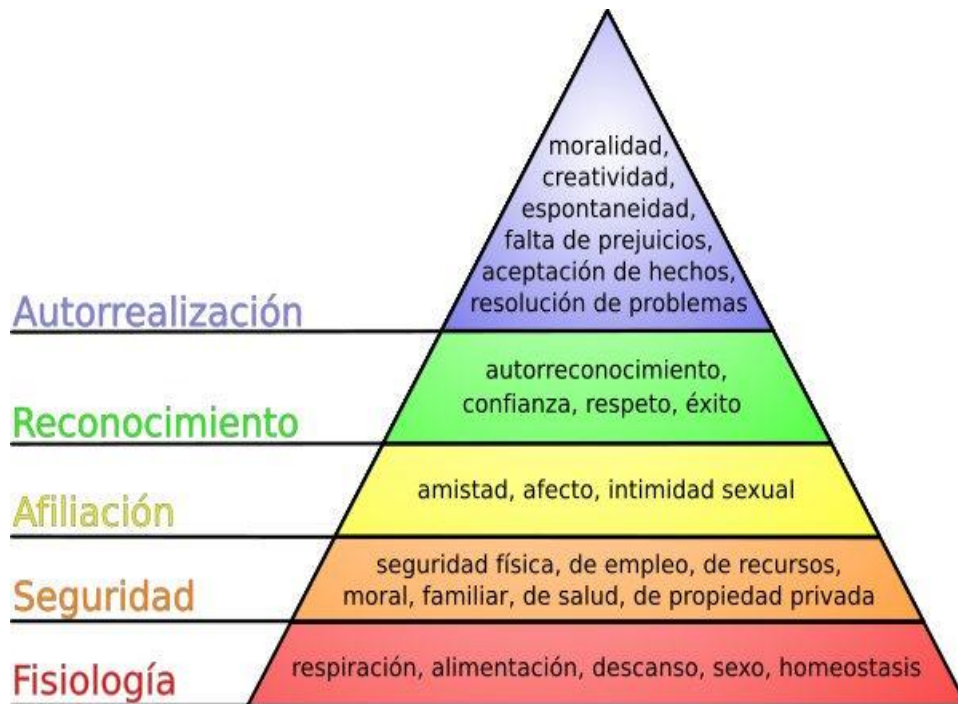 moralidad,
creatividad,
espontaneidad,
falta de prejuicios,
aceptación de hechos,
resolución de problemas
Autorrealización
autorreconocimiento,
confianza, respeto, éxito
Reconocimiento
amistad, afecto, intimidad sexual
Afiliación
seguridad física, de empleo, de recursos,
moral, familiar, de salud, de propiedad privada
Seguridad
respiración, alimentación, descanso, sexo, homeostasis
Fisiología